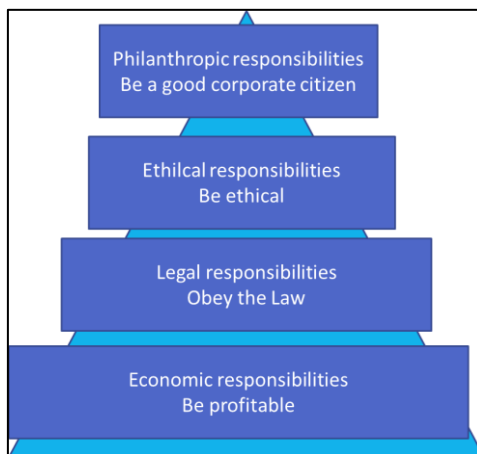 Philanthropic responsibilities
Be a good corporate citizen
Ethilcal responsibilities
Be ethical
Legal responsibilities
Obey the Law
Economic responsibilities
Be profitable